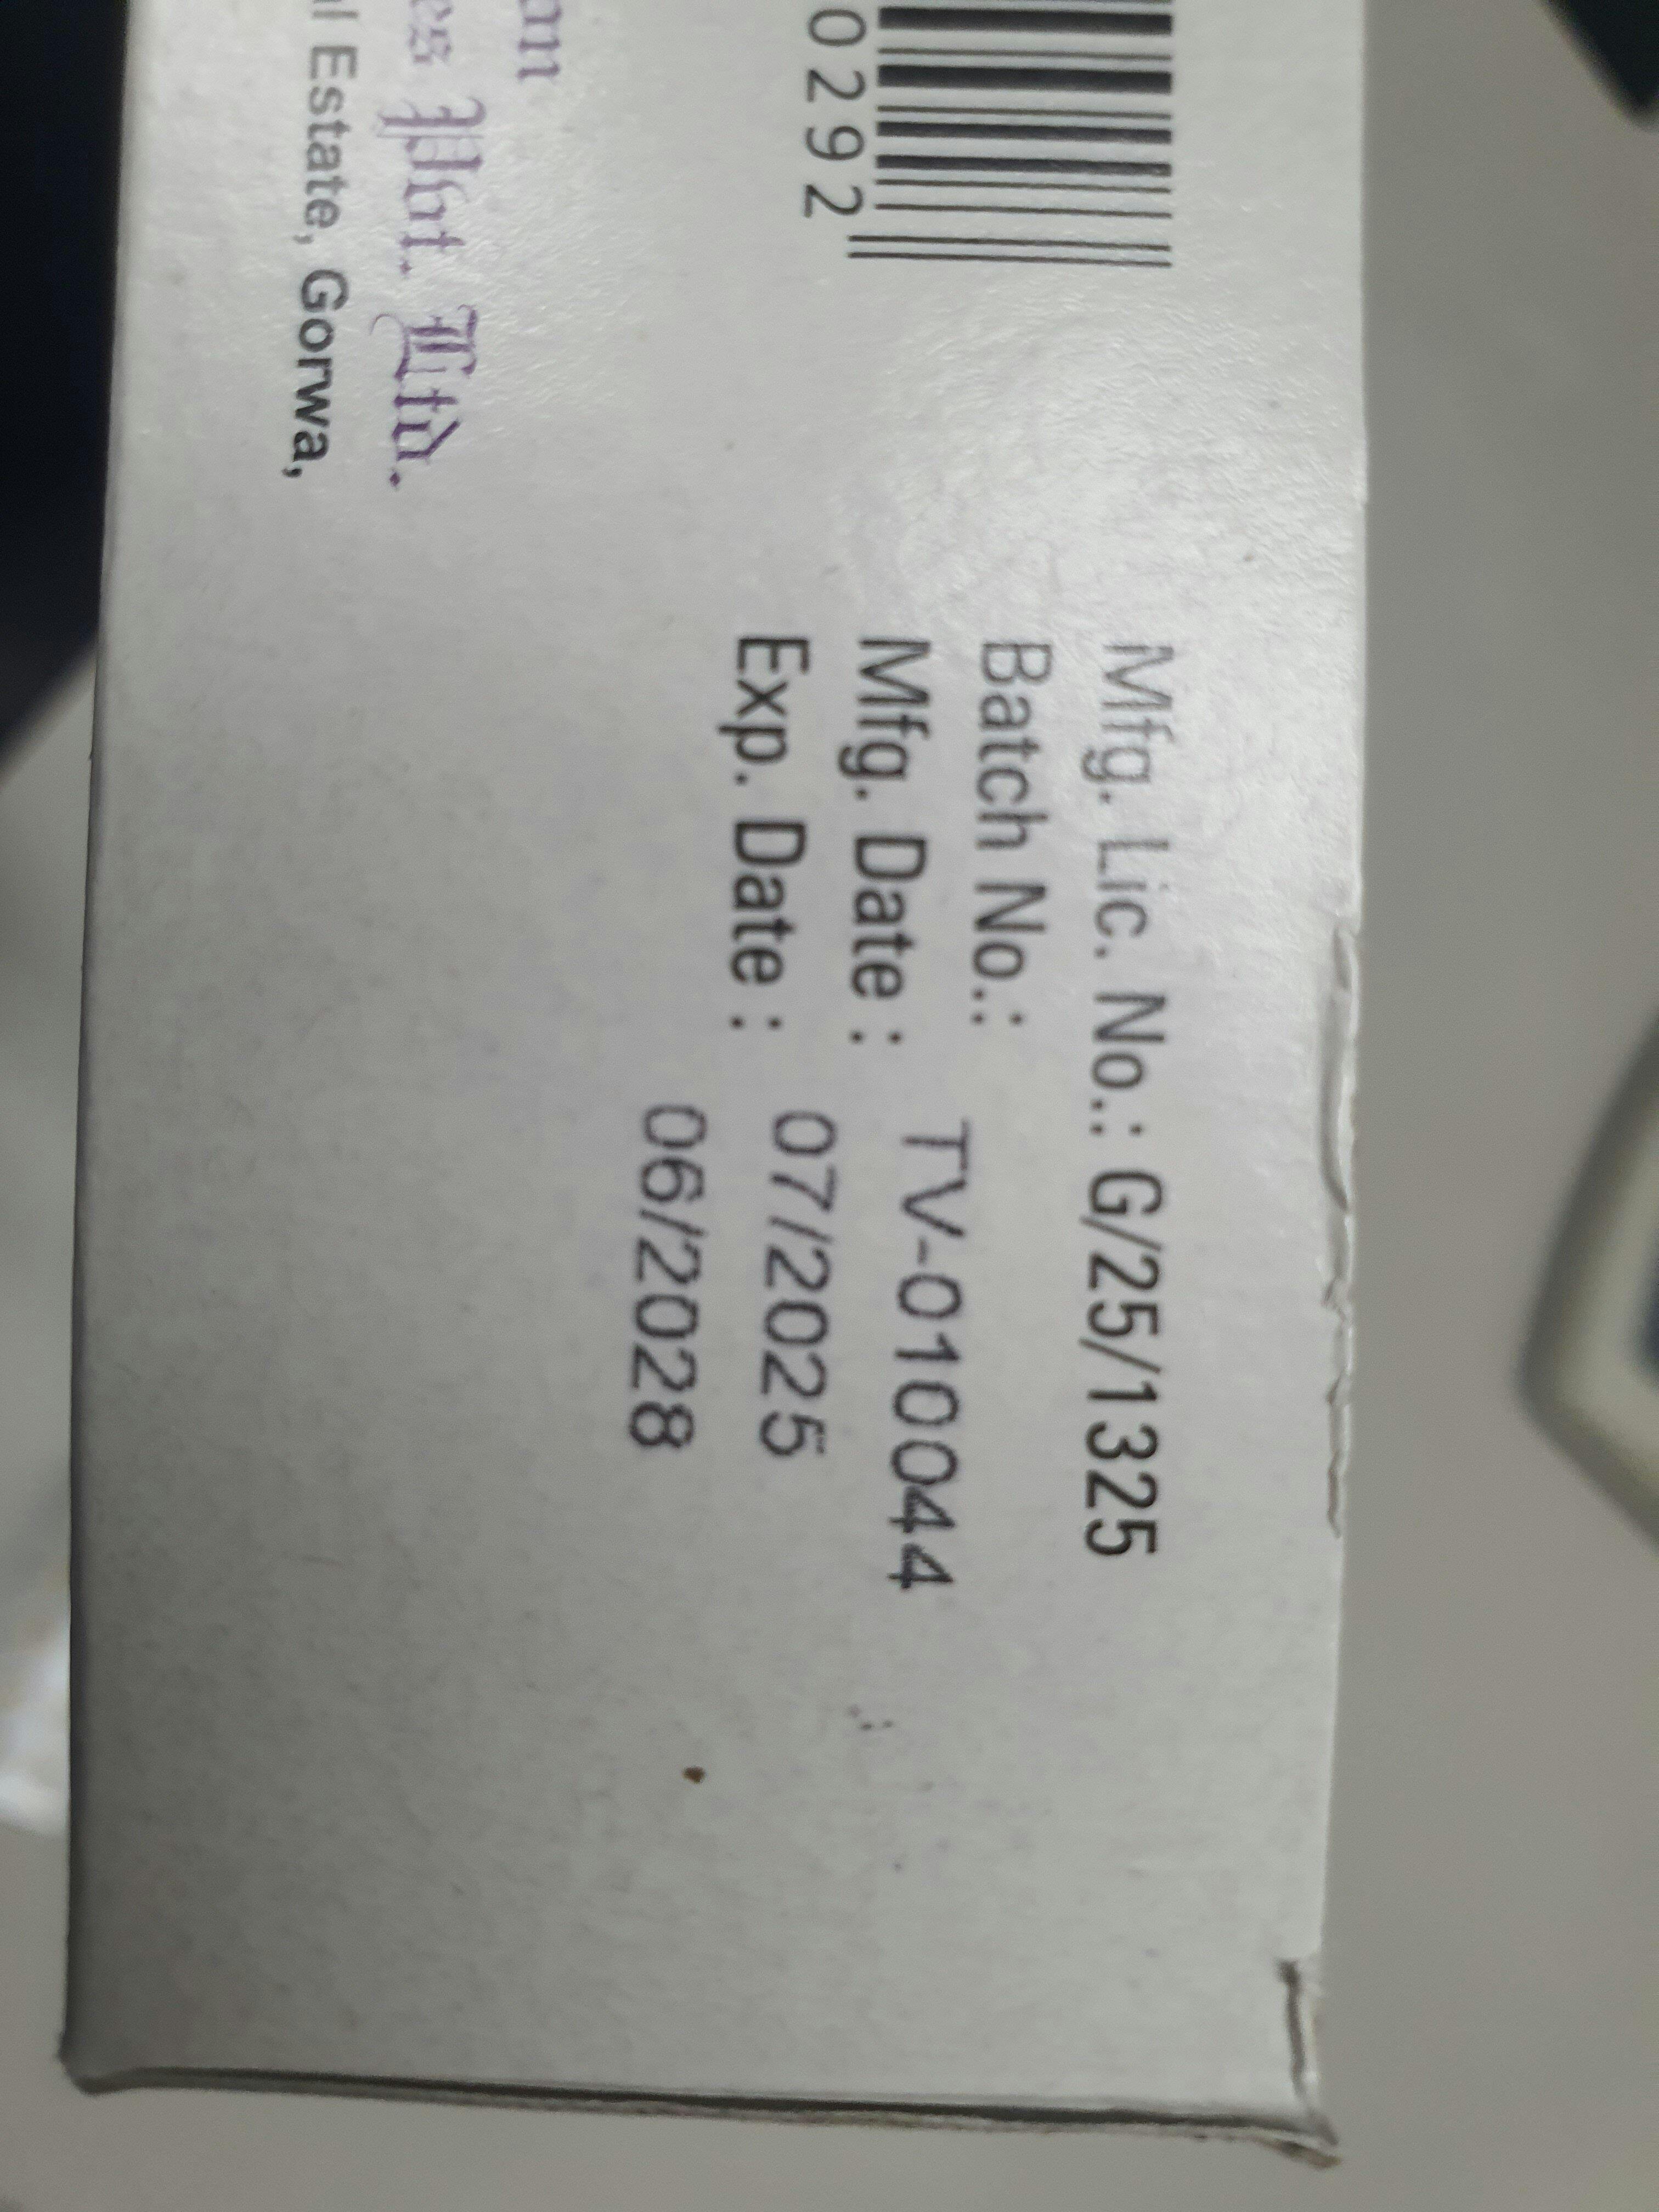 0292
Mfg. Lic. No.: G/25/1325
Batch No.: TV-010044
Mfg. Date : 07/2025
Exp. Date : 06/2028
Pvt. Ltd.
Estate, Gorwa,